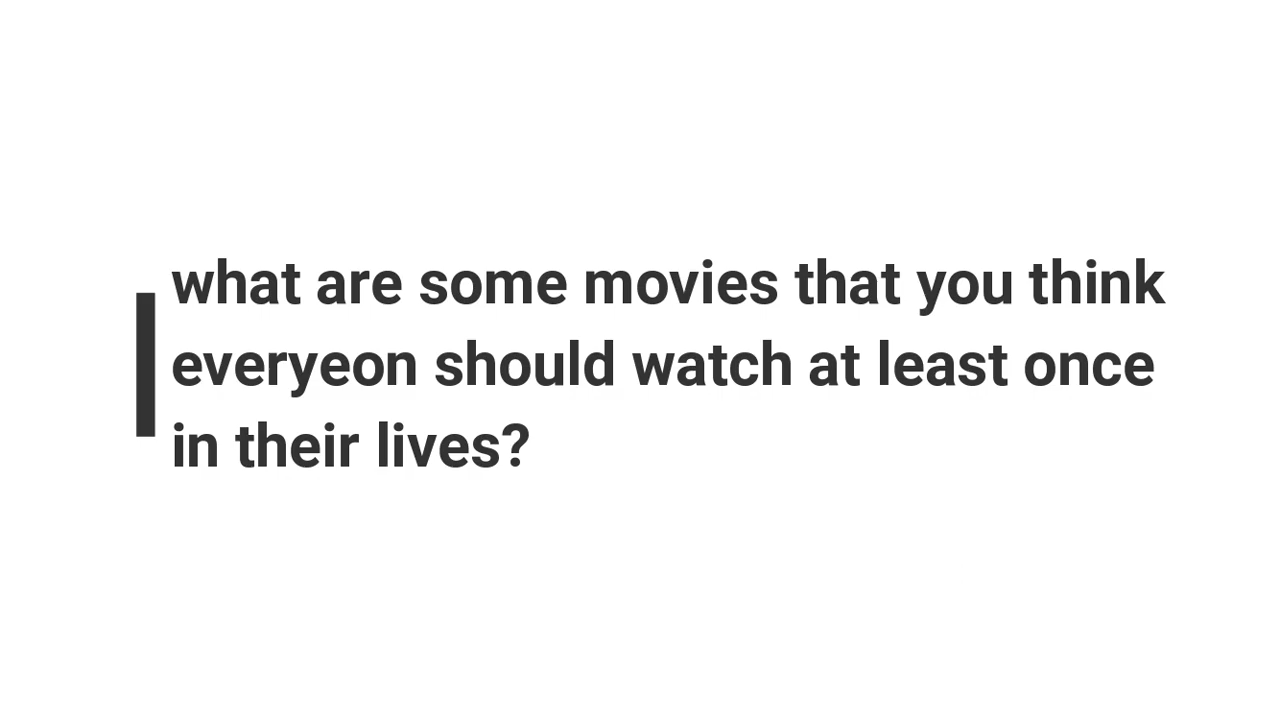 what are some movies that you think
everyeon should watch at least once
in their lives?